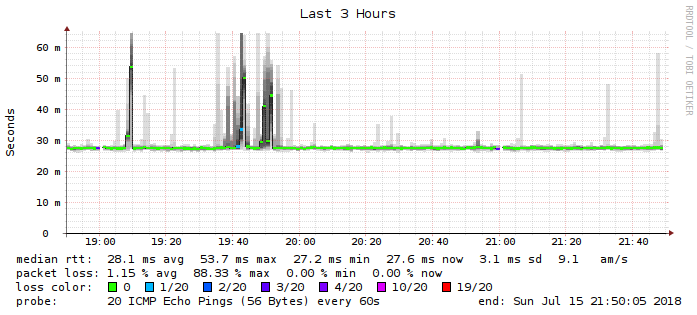 Last 3 Hours
RRDTOOL / TOBI OETIKER
Seconds
60 m
50 m
40 m
30 m
20 m
10 m
0
19:00 19:20 19:40 20:00 20:20 20:40 21:00 21:20 21:40
median rtt: 28.1 ms avg 53.7 ms max 27.2 ms min 27.6 ms now 3.1 ms sd 9.1 am/s
packet loss: 1.15 % avg 88.33 % max 0.00 % min 0.00 % now
loss color: 0 1/20 2/20 3/20 4/20 10/20 19/20
probe: 20 ICMP Echo Pings (56 Bytes) every 60s end: Sun Jul 15 21:50:05 2018